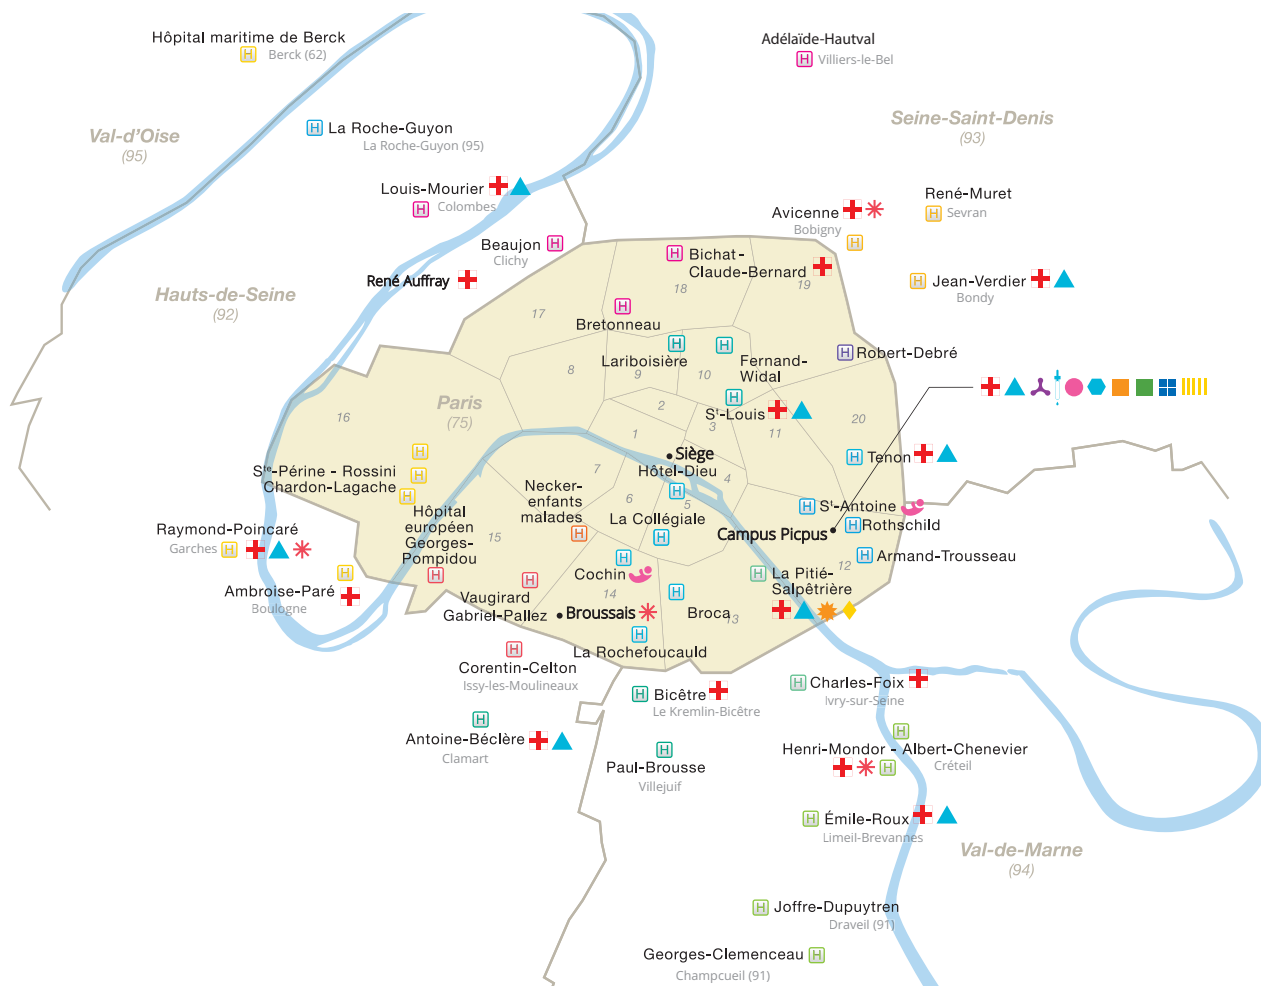 Hôpital maritime de Berck
Berck (62)
Adélaïde-Hautval
Villiers-le-Bel
Val-d'Oise
(95)
La Roche-Guyon
La Roche-Guyon (95)
Seine-Saint-Denis
(93)
Louis-Mourier
Colombes
René-Muret
Sevran
Avicenne
Bobigny
Beaujon
Clichy
Bichat-
Claude-Bernard
René Auffray
Jean-Verdier
Bondy
Hauts-de-Seine
(92)
17
18
19
Bretonneau
Lariboisière
Fernand-
Widal
Robert-Debré
8
9
10
Paris
(75)
16
2
1
3
11
20
Sᵗ-Louis
Siège
Hôtel-Dieu
Tenon
Sᵗᵉ-Périne - Rossini
Chardon-Lagache
7
4
Necker-
enfants
malades
6
5
La Collégiale
Sᵗ-Antoine
Rothschild
Campus Picpus
Hôpital
européen
Georges-
Pompidou
15
Raymond-Poincaré
Garches
Armand-Trousseau
12
Cochin
La Pitié-
Salpêtrière
Ambroise-Paré
Boulogne
Vaugirard
Gabriel-Pallez
14
Broussais
Broca
13
La Rochefoucauld
Corentin-Celton
Issy-les-Moulineaux
Bicêtre
Le Kremlin-Bicêtre
Charles-Foix
Ivry-sur-Seine
Antoine-Béclère
Clamart
Paul-Brousse
Villejuif
Henri-Mondor - Albert-Chenevier
Créteil
Émile-Roux
Limeil-Brevannes
Val-de-Marne
(94)
Joffre-Dupuytren
Draveil (91)
Georges-Clemenceau
Champcueil (91)